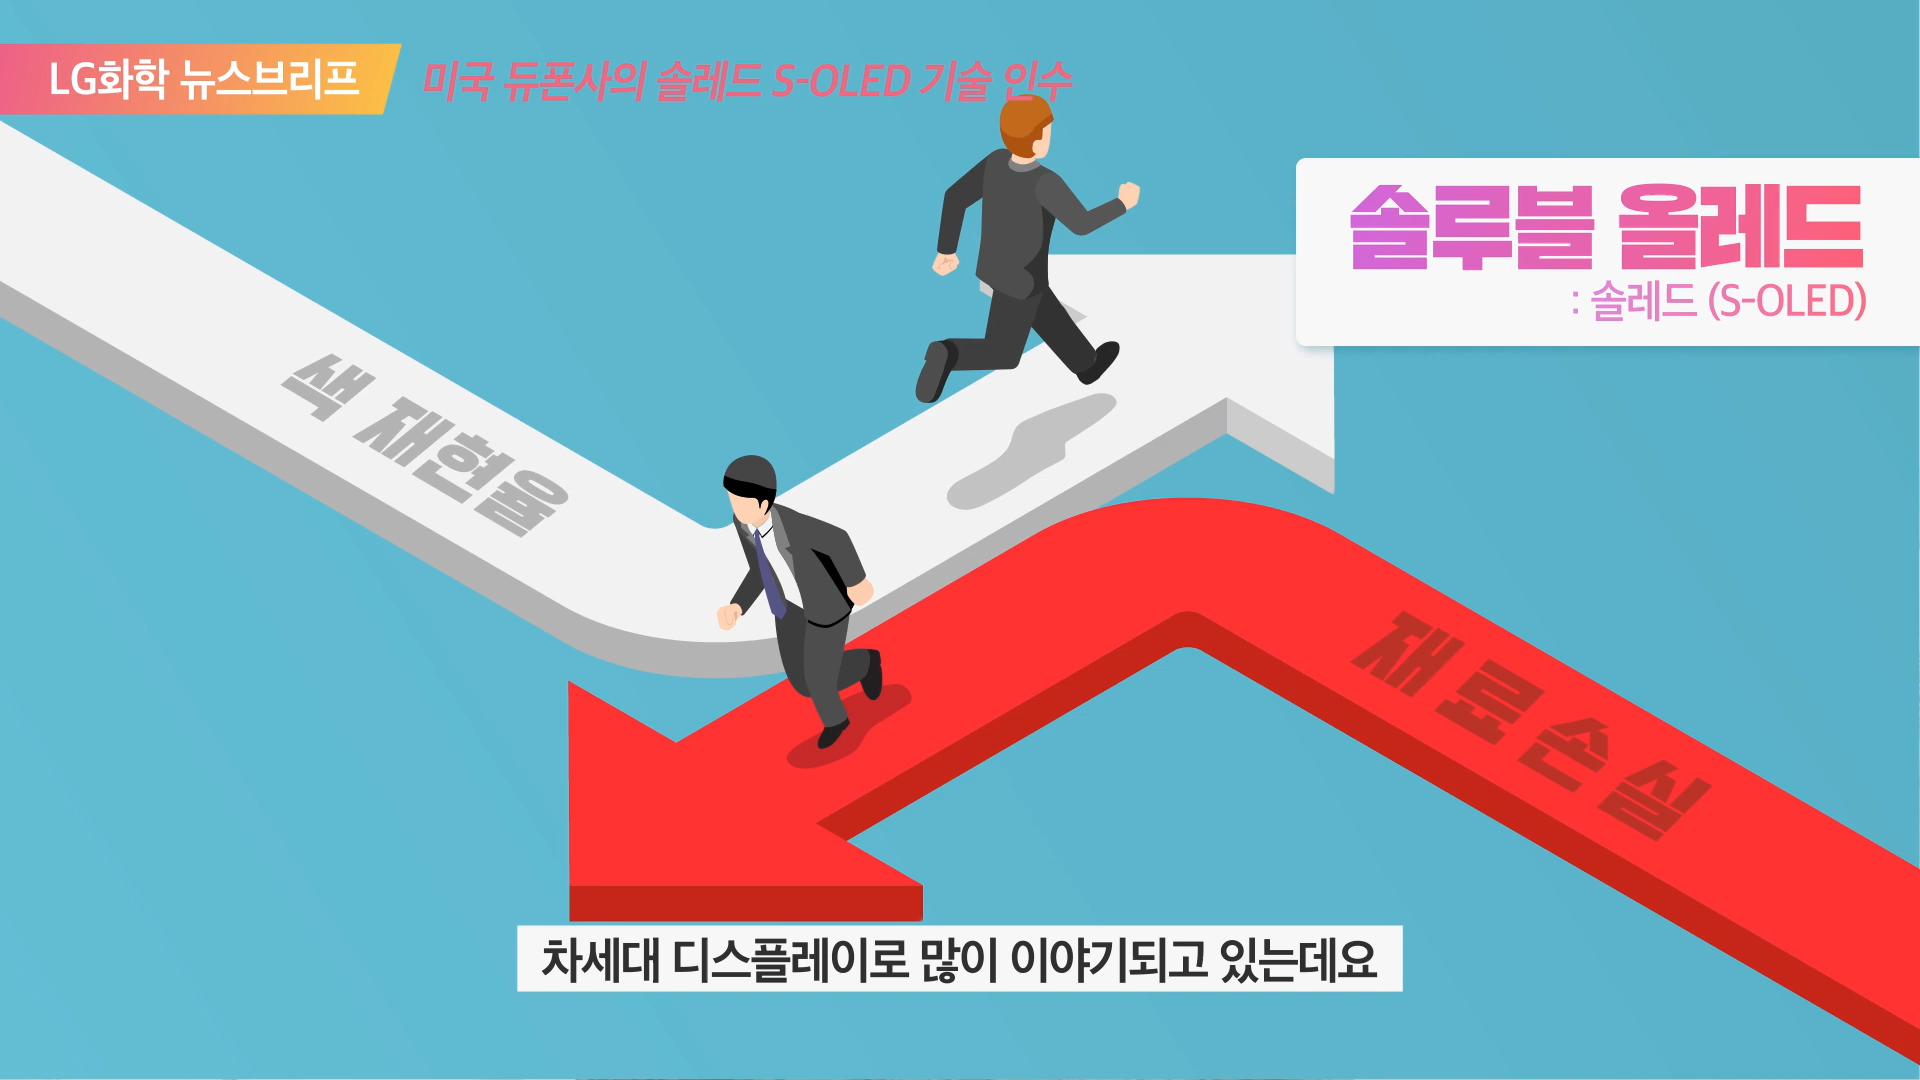 LG화학 뉴스브리프
미국 듀폰사의 솔레드 S-OLED 기술 인수
솔루블 올레드
: 솔레드 (S-OLED)
색 재현율
재료손실
차세대 디스플레이로 많이 이야기되고 있는데요